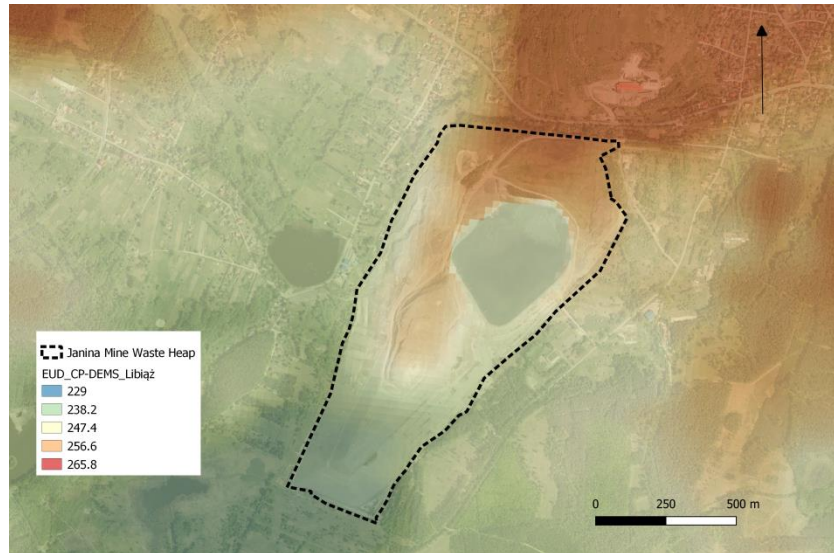 Janina Mine Waste Heap
EUD_CP-DEMS_Libiąż
229
238.2
247.4
256.6
265.8
0 250 500 m